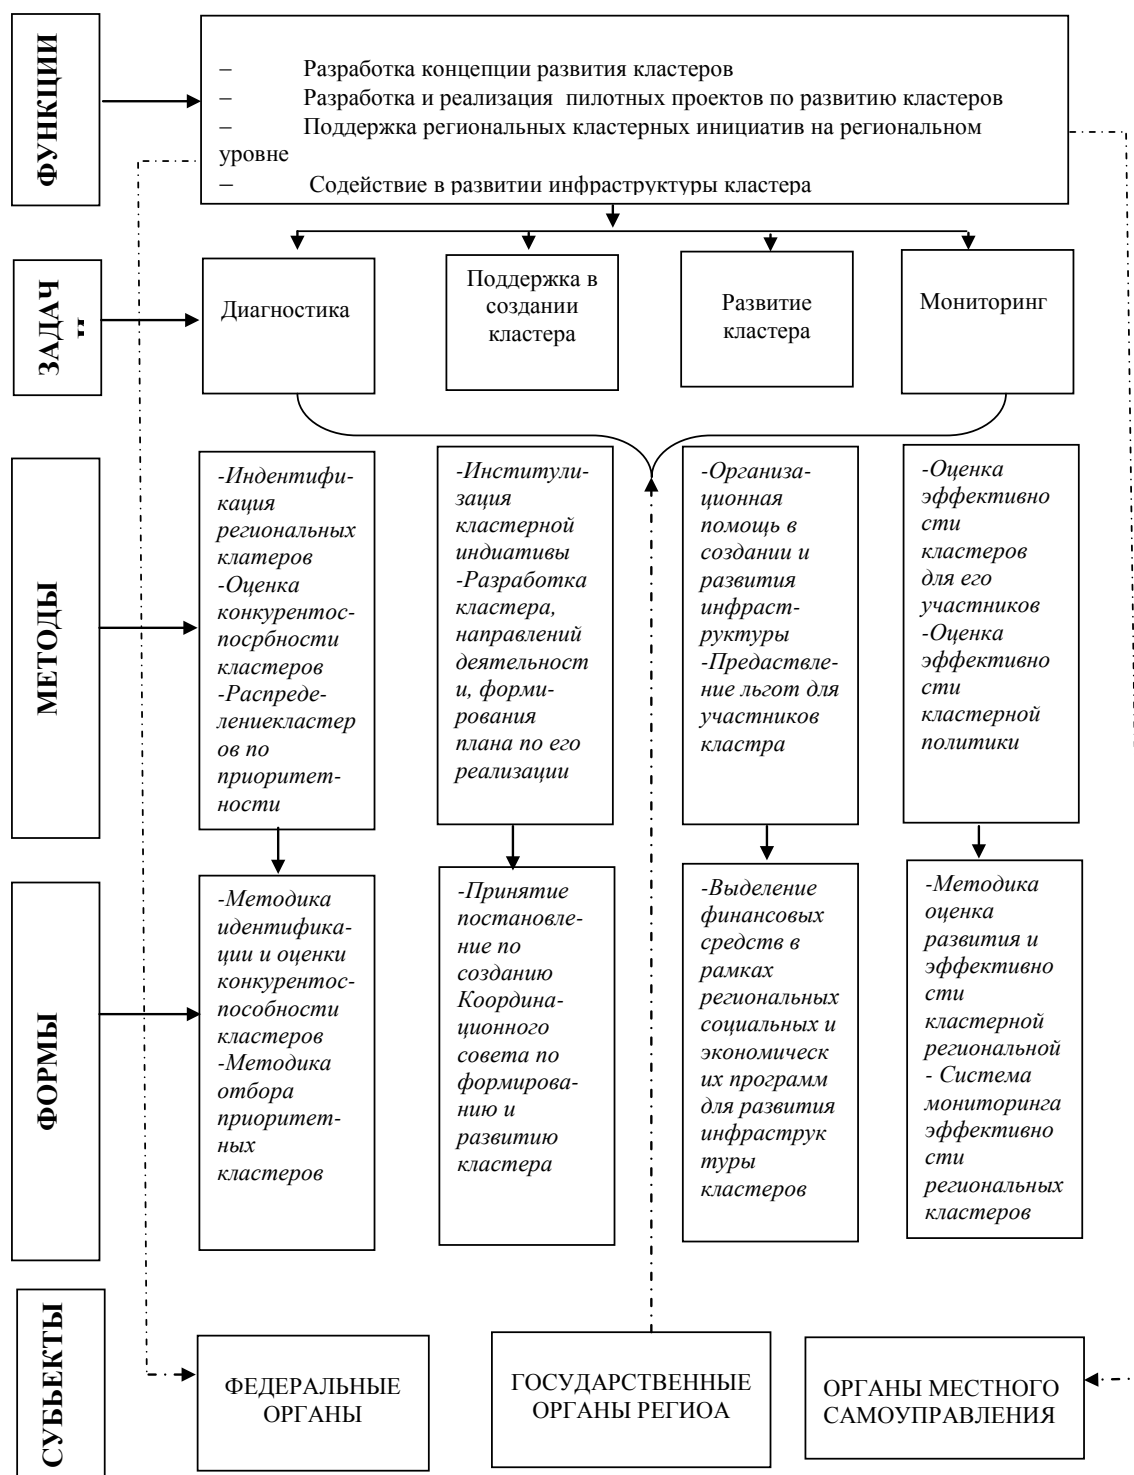 ФУНКЦИИ
– Разработка концепции развития кластеров
– Разработка и реализация пилотных проектов по развитию кластеров
– Поддержка региональных кластерных инициатив на региональном
уровне
– Содействие в развитии инфраструктуры кластера
ЗАДАЧ
Диагностика
Поддержка в
создании
кластера
Развитие
кластера
Мониторинг
МЕТОДЫ
-Индентифи-
кация
региональных
клатеров
-Оценка
конкурентос-
посрбности
кластеров
-Распреде-
лениекластер
ов по
приоритет-
ности
-Институли-
зация
кластерной
индиативы
-Разработка
кластера,
направлений
деятельност
и, форми-
рования
плана по его
реализации
-Организа-
ционная
помощь в
создании и
развития
инфраст-
руктуры
-Предаствле-
ние льгот для
участников
кластра
-Оценка
эффективно
сти
кластеров
для его
участников
-Оценка
эффективно
сти
кластерной
политики
ФОРМЫ
-Методика
идентифика-
ции и оценки
конкурентос-
пособности
кластеров
-Методика
отбора
приоритет-
ных
кластеров
-Принятие
постановле-
ние по
созданию
Координа-
ционного
совета по
формирова-
нию и
развитию
кластера
-Выделение
финансовых
средств в
рамках
региональных
социальных и
экономическ
их программ
для развития
инфраструк
туры
кластеров
-Методика
оценка
развития и
эффективно
сти
кластерной
региональной
- Система
мониторинга
эффективно
сти
региональных
кластеров
СУБЬЕКТЫ
ФЕДЕРАЛЬНЫЕ
ОРГАНЫ
ГОСУДАРСТВЕННЫЕ
ОРГАНЫ РЕГИОА
ОРГАНЫ МЕСТНОГО
САМОУПРАВЛЕНИЯ